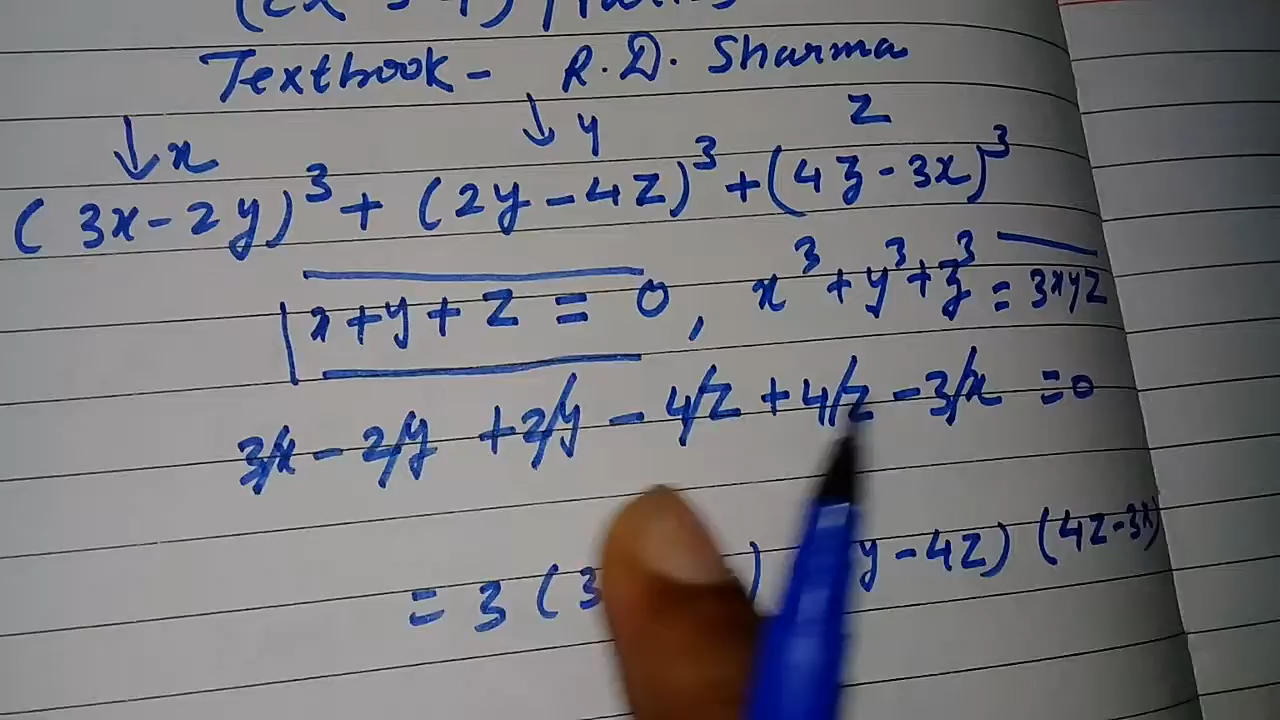 Textbook - R.D. Sharma
↓ x ↓ y z
( 3x - 2y )³ + ( 2y - 4z )³ + ( 4z - 3x )³
x + y + z = 0 , x³ + y³ + z³ = 3xyz
3x - 2y + 2y - 4z + 4z - 3x = 0
= 3 ( 3 ) y - 4z ) ( 4z - 3x )